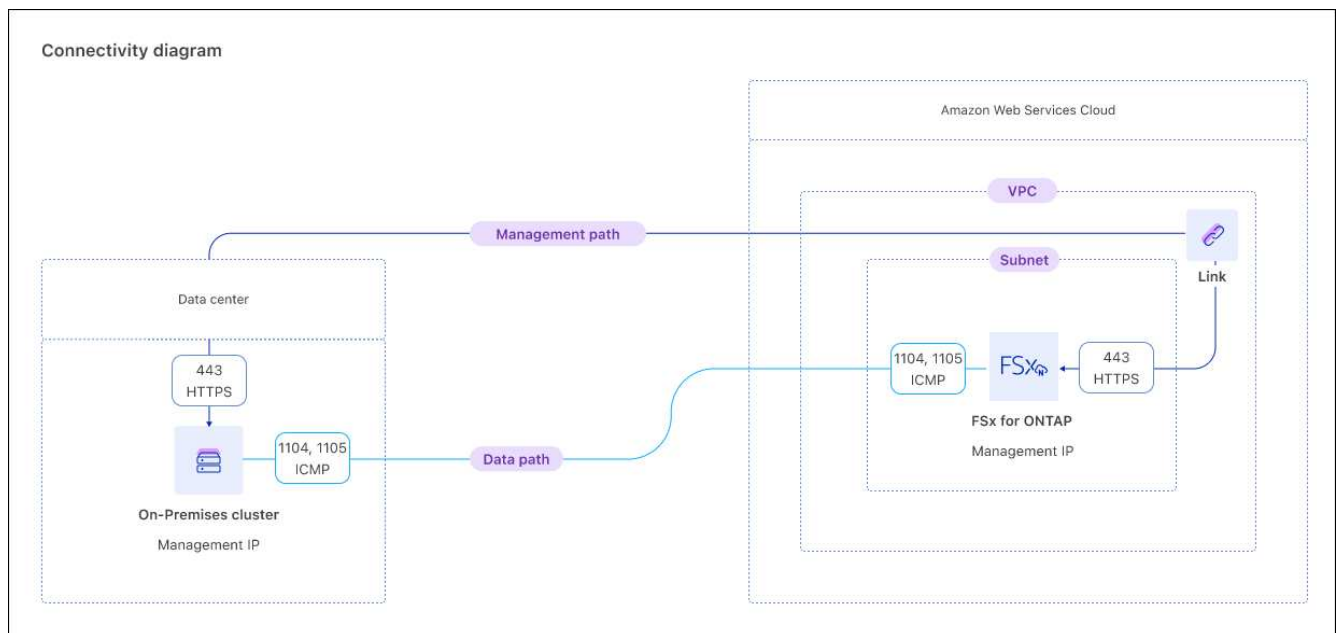 Connectivity diagram
Amazon Web Services Cloud
VPC
Management path
Link
Subnet
Data center
443
HTTPS
1104, 1105
ICMP
FSx
N
443
HTTPS
FSx for ONTAP
Management IP
1104, 1105
ICMP
Data path
On-Premises cluster
Management IP